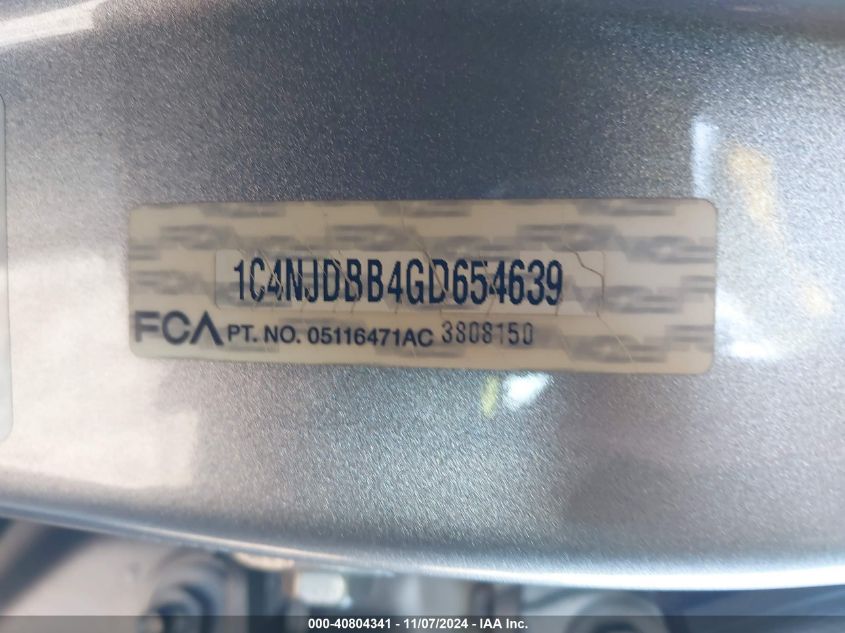 1C4NJDBB4GD654639
FCA PT. NO. 05116471AC 3808150
000-40804341 — 11/07/2024 — IAA Inc.